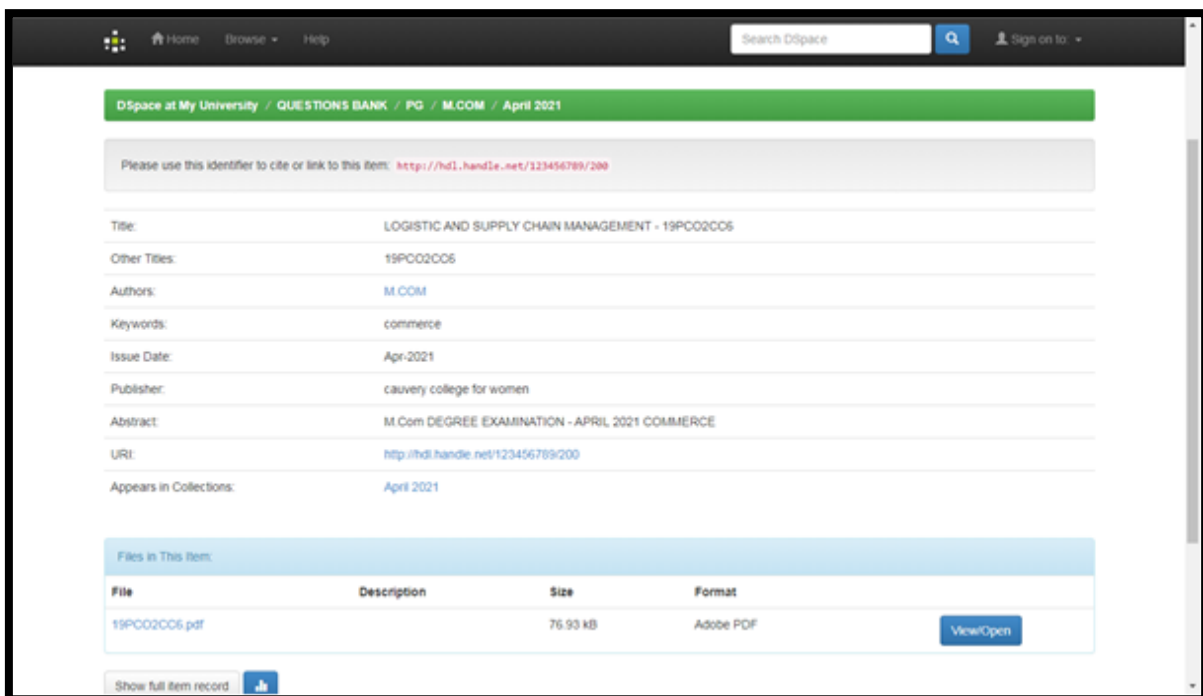 Home Browse Help Search DSpace Sign on to:
DSpace at My University / QUESTIONS BANK / PG / M.COM / April 2021
Please use this identifier to cite or link to this item: http://hdl.handle.net/123456789/200
Title: LOGISTIC AND SUPPLY CHAIN MANAGEMENT - 19PCO2CC6
Other Titles: 19PCO2CC6
Authors: M.COM
Keywords: commerce
Issue Date: Apr-2021
Publisher: cauvery college for women
Abstract: M.Com DEGREE EXAMINATION - APRIL 2021 COMMERCE
URI: http://hdl.handle.net/123456789/200
Appears in Collections: April 2021
Files in This Item:
File Description Size Format
19PCO2CC6.pdf 76.93 kB Adobe PDF View/Open
Show full item record